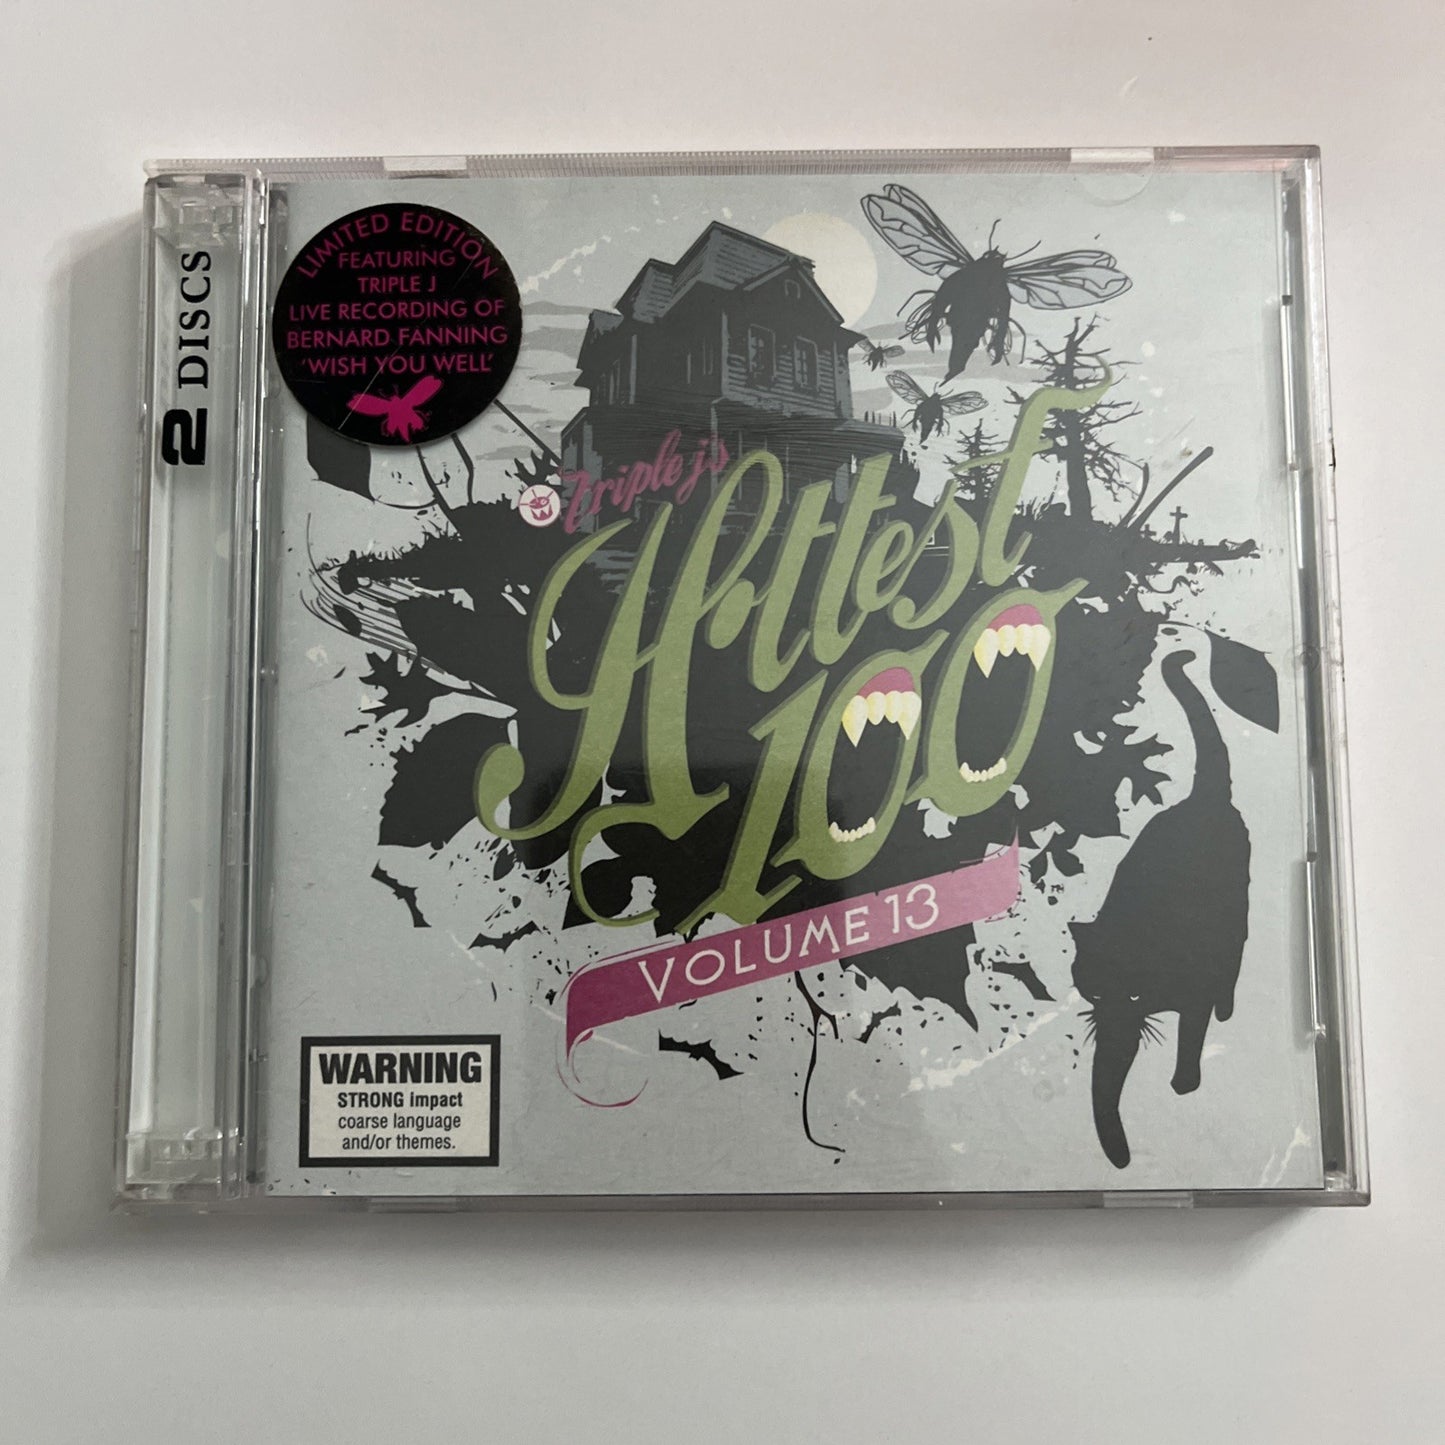 2 DISCS
LIMITED EDITION
FEATURING
TRIPLE J
LIVE RECORDING OF
BERNARD FANNING
'WISH YOU WELL'
triple j's
Hottest
100
VOLUME 13
WARNING
STRONG impact
coarse language
and/or themes.